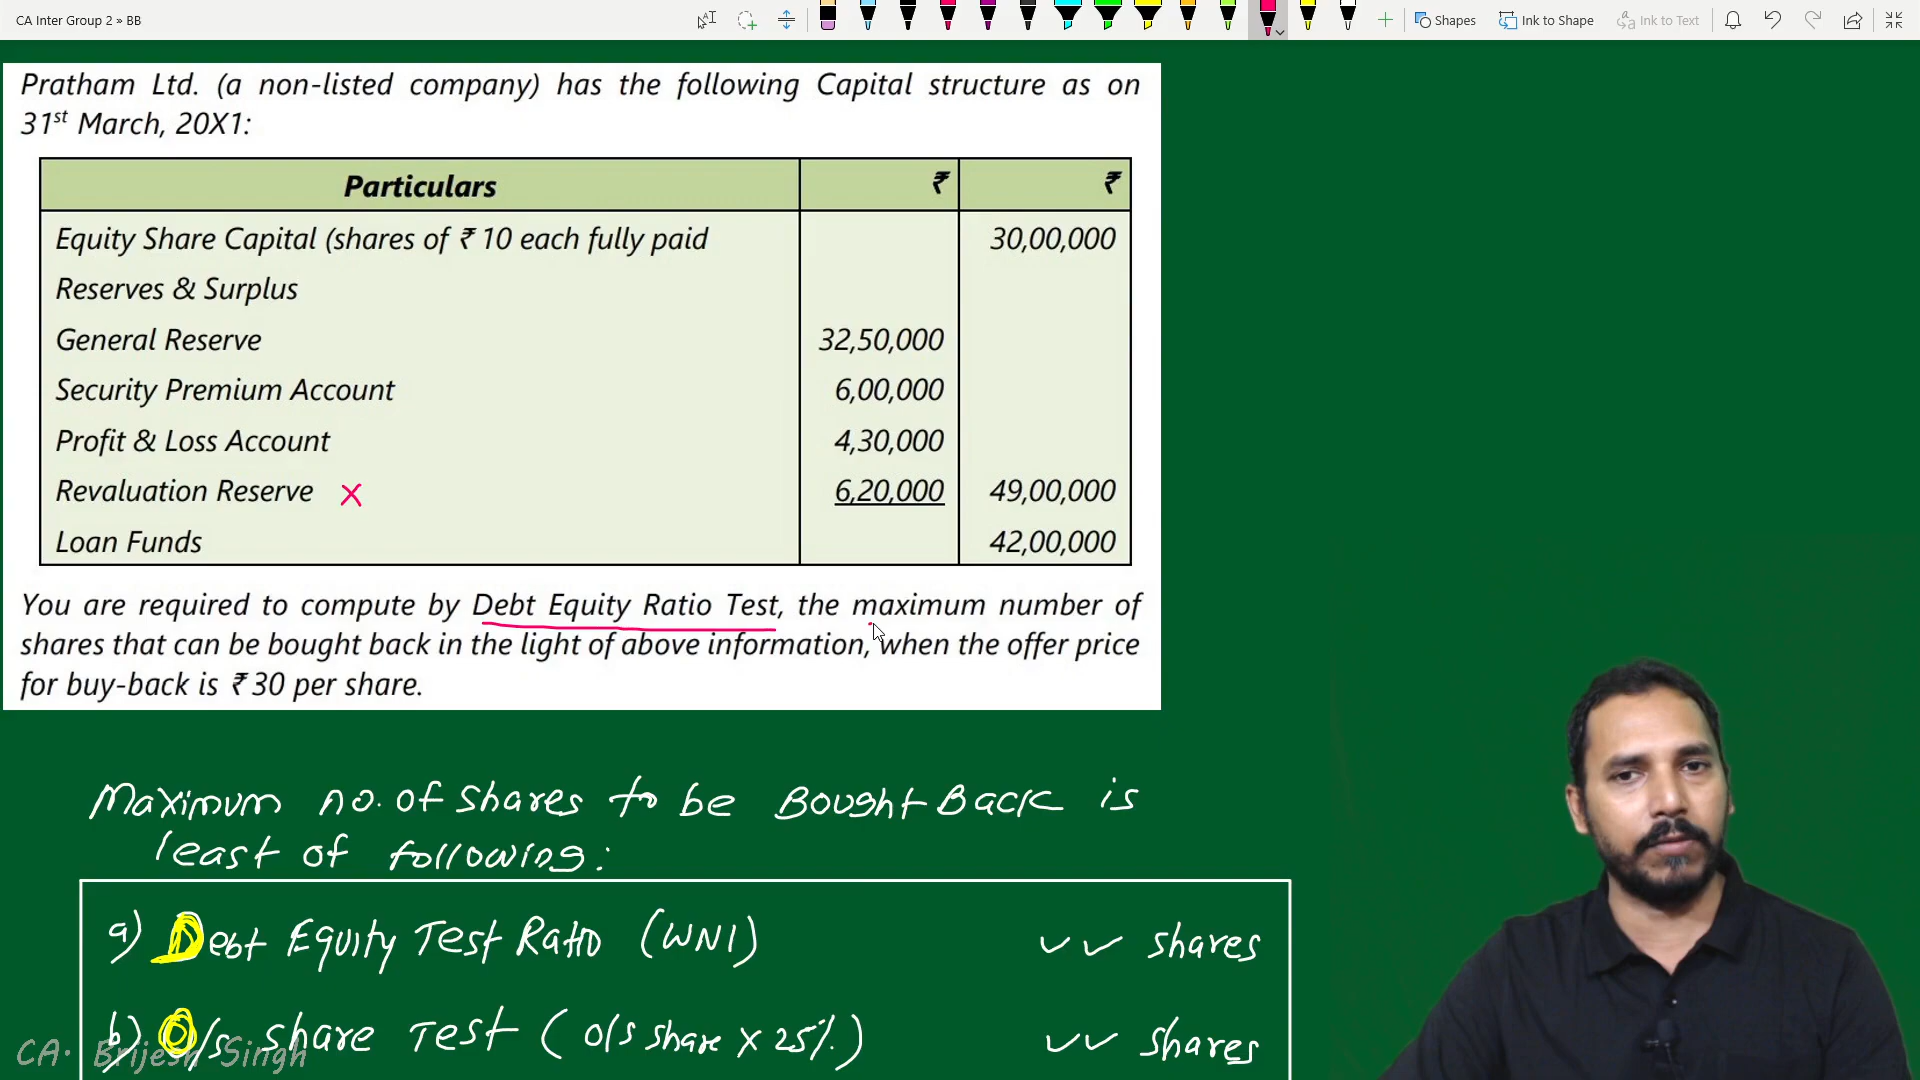 CA Inter Group 2 » BB
Shapes Ink to Shape Ink to Text
Pratham Ltd. (a non-listed company) has the following Capital structure as on
31st March, 20X1:
Particulars ₹ ₹
Equity Share Capital (shares of ₹ 10 each fully paid 30,00,000
Reserves & Surplus
General Reserve 32,50,000
Security Premium Account 6,00,000
Profit & Loss Account 4,30,000
Revaluation Reserve X 6,20,000 49,00,000
Loan Funds 42,00,000
You are required to compute by Debt Equity Ratio Test, the maximum number of
shares that can be bought back in the light of above information, when the offer price
for buy-back is ₹ 30 per share.
Maximum no. of shares to be Bought Back is
least of following:
a) Debt Equity Test Ratio (WN1) ✓✓ shares
b) O/s share Test ( O/S share x 25%.) ✓✓ shares
CA. Brijesh Singh